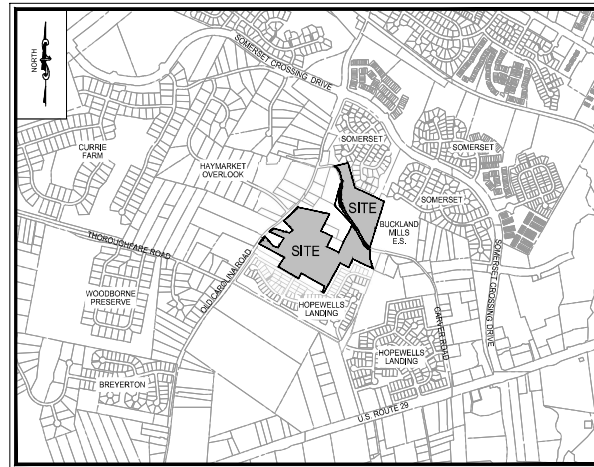 NORTH
SOMERSET CROSSING DRIVE
CURRIE
FARM
HAYMARKET
OVERLOOK
SOMERSET
SOMERSET
SOMERSET
SITE
BUCKLAND
MILLS
E.S.
SITE
THOROUGHFARE ROAD
OLD CAROLINA ROAD
SOMERSET CROSSING DRIVE
WOODBORNE
PRESERVE
HOPEWELLS
LANDING
CARVER ROAD
HOPEWELLS
LANDING
BREYERTON
U.S. ROUTE 29